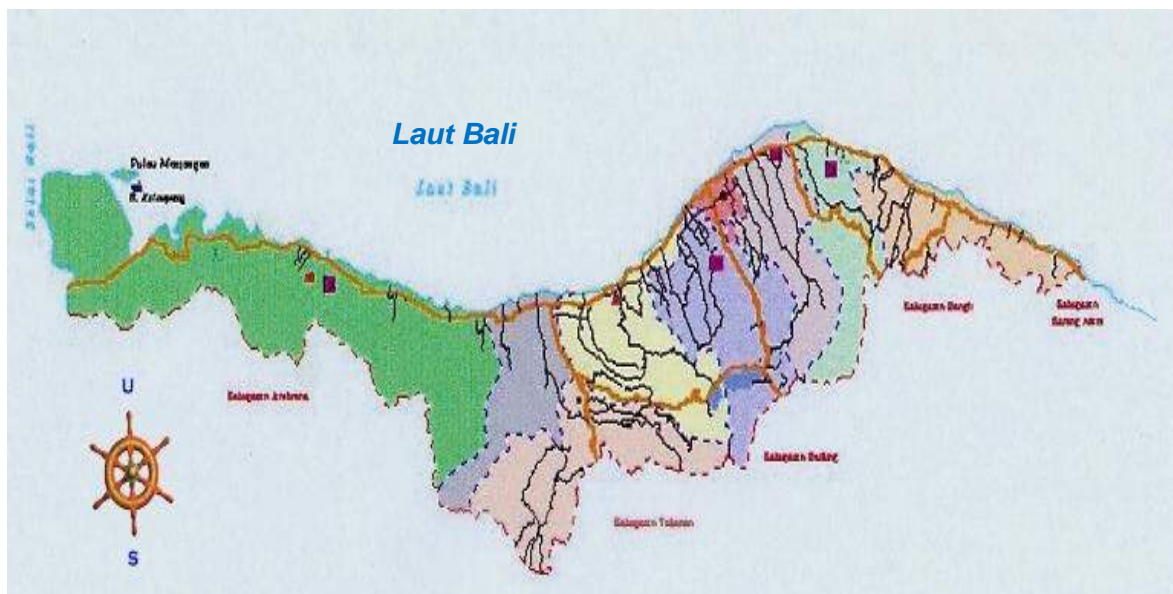 Laut Bali
Laut Bali
Selat Bali
Pulau Menjangan
P.
Kabupaten Bangli
Kabupaten
Karang Asem
Kabupaten Jembrana
U
Kabupaten Badung
Kabupaten Tabanan
S